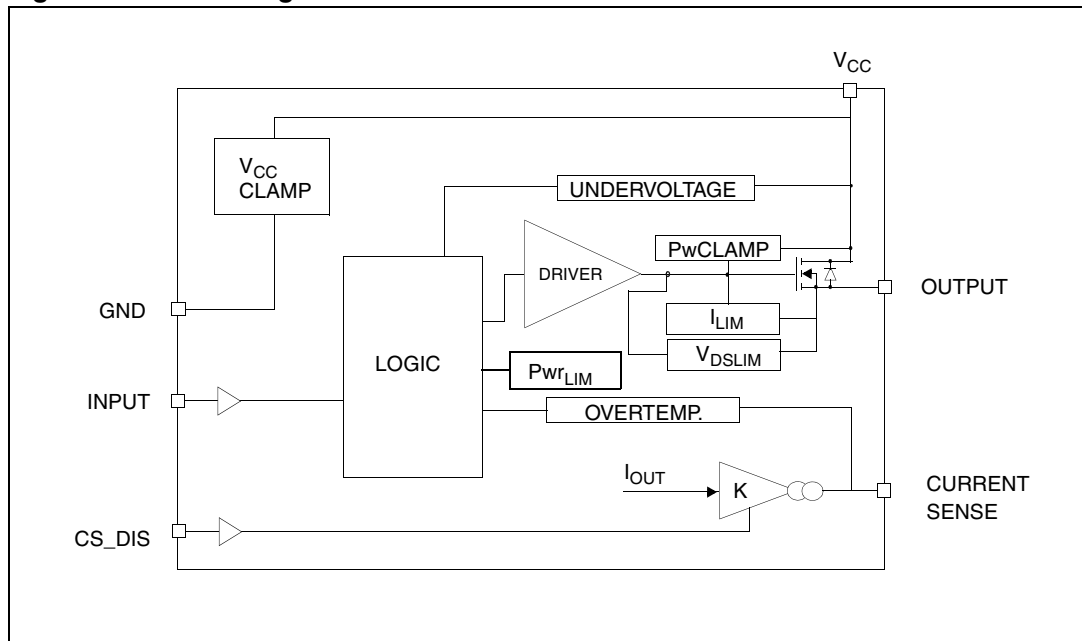 V_CC
V_CC
CLAMP
UNDERVOLTAGE
PwCLAMP
DRIVER
OUTPUT
GND
I_LIM
LOGIC
V_DSLIM
Pwr_LIM
INPUT
OVERTEMP.
I_OUT
K
CURRENT
SENSE
CS_DIS